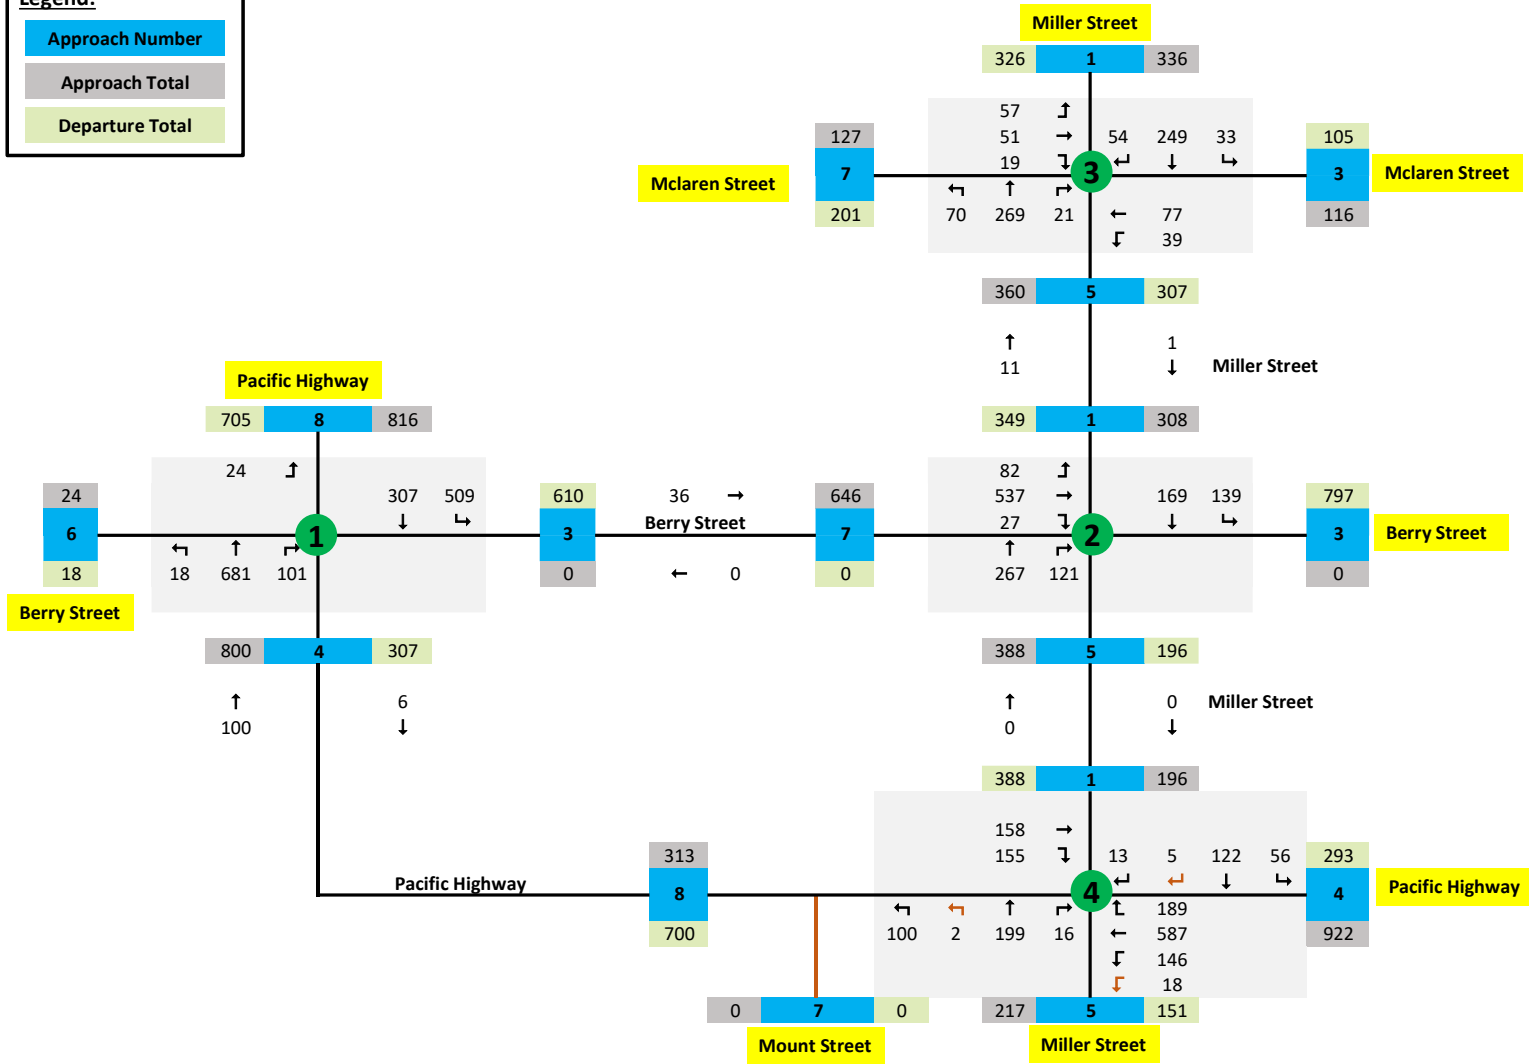 Legend:
Approach Number
Approach Total
Departure Total
Miller Street
326 1 336
57
51
19
54 249 33
127
7
201
Mclaren Street
105
3
116
Mclaren Street
70 269 21
77
39
360 5 307
11
1
Miller Street
Pacific Highway
705 8 816
349 1 308
24
307 509
24
6
18
Berry Street
1
18 681 101
610
3
0
36
Berry Street
0
646
7
0
82
537
27
169 139
2
267 121
797
3
0
Berry Street
3
800 4 307
100
6
388 5 196
0
0
Miller Street
388 1 196
158
155
13 5 122 56
313
8
700
Pacific Highway
4
293
4
922
Pacific Highway
100 2 199 16
189
587
146
18
0 7 0
Mount Street
217 5 151
Miller Street